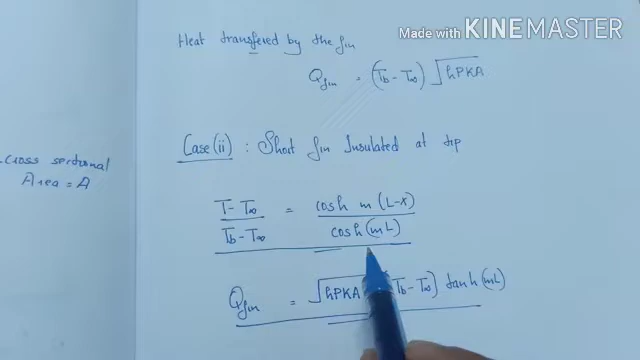 Made with KINEMASTER
Heat transfered by the fin
Qfin = (Tb - T∞) √hPKA
Case (ii) : Short fin Insulated at tip
Cross sectional
Area = A
T - T∞ / Tb - T∞ = cosh m (L-x) / cosh (mL)
Qfin = √hPKA Tb - T∞) tanh (mL)